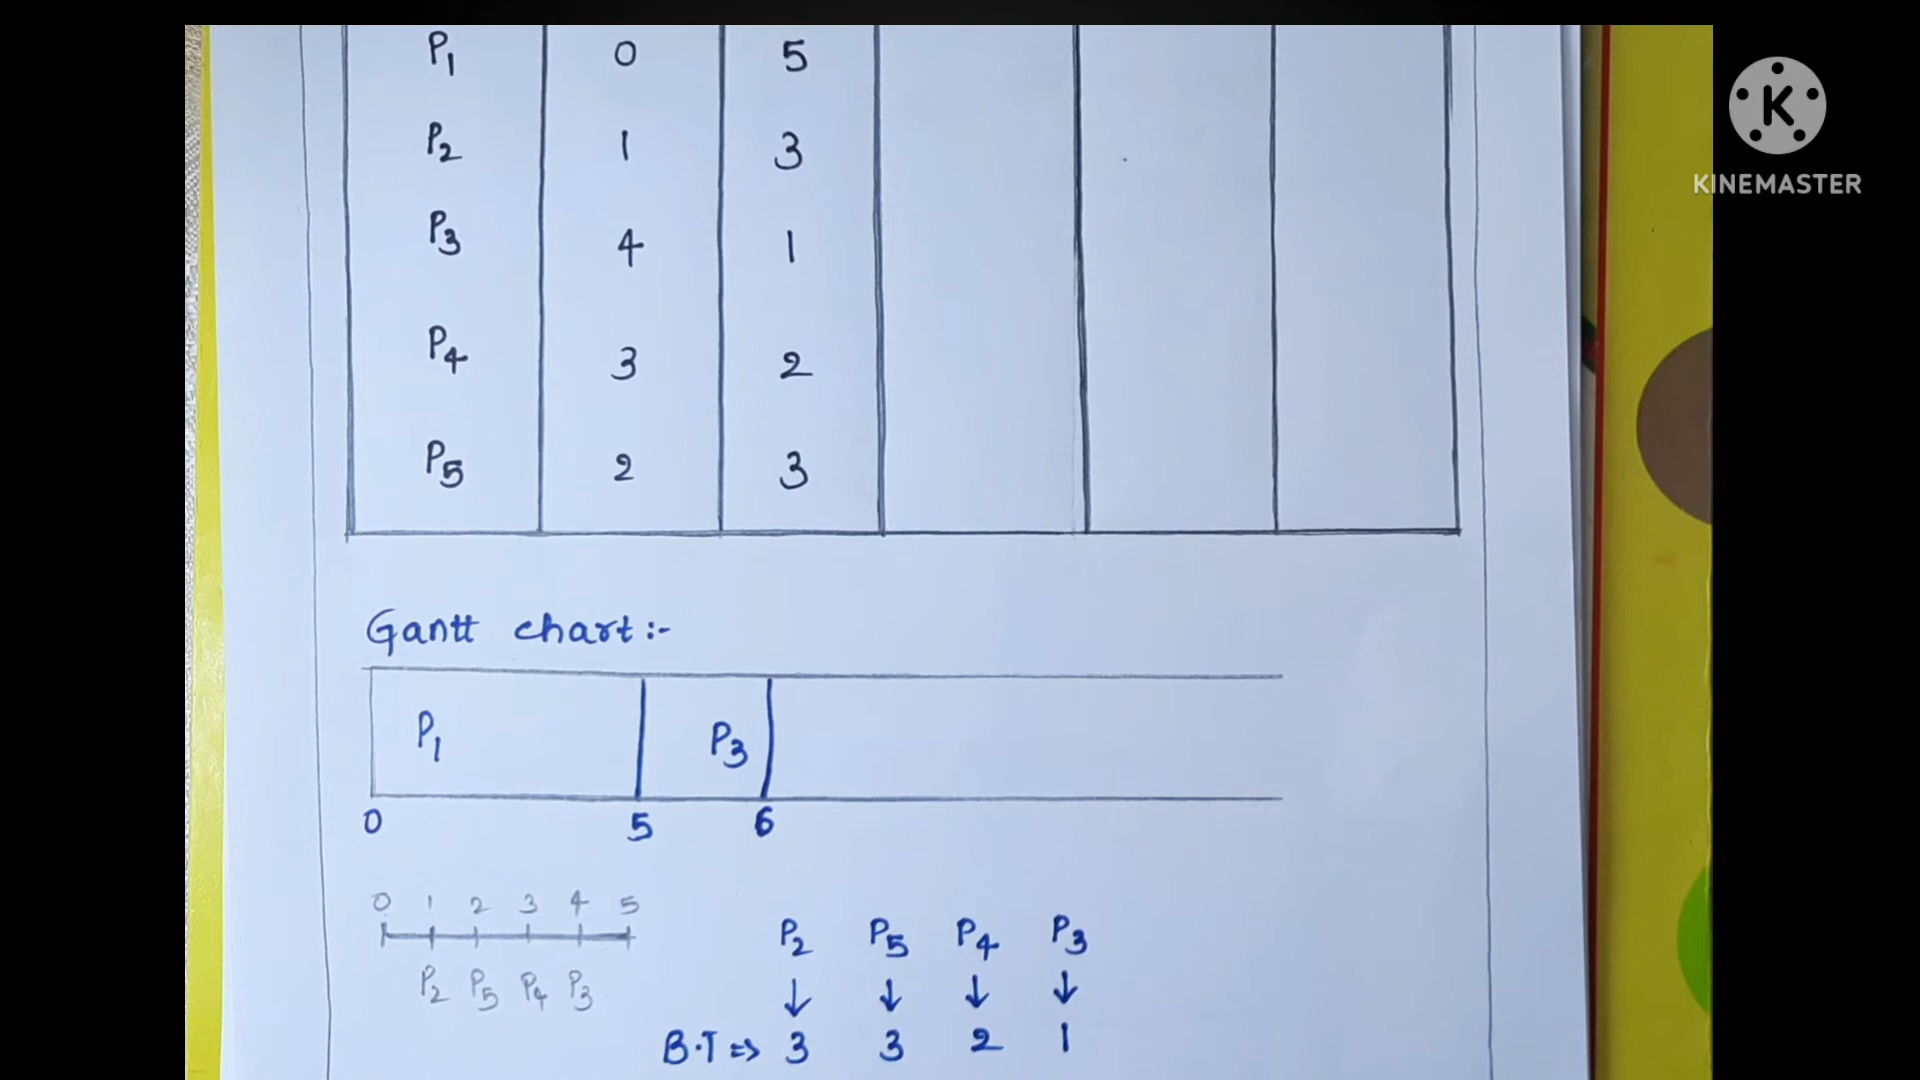 P1 0 5
P2 1 3
P3 4 1
P4 3 2
P5 2 3
Gantt chart:-
P1 P3
0 5 6
0 1 2 3 4 5
P2 P5 P4 P3
P2 P5 P4 P3
↓ ↓ ↓ ↓
B.T => 3 3 2 1
K
KINEMASTER